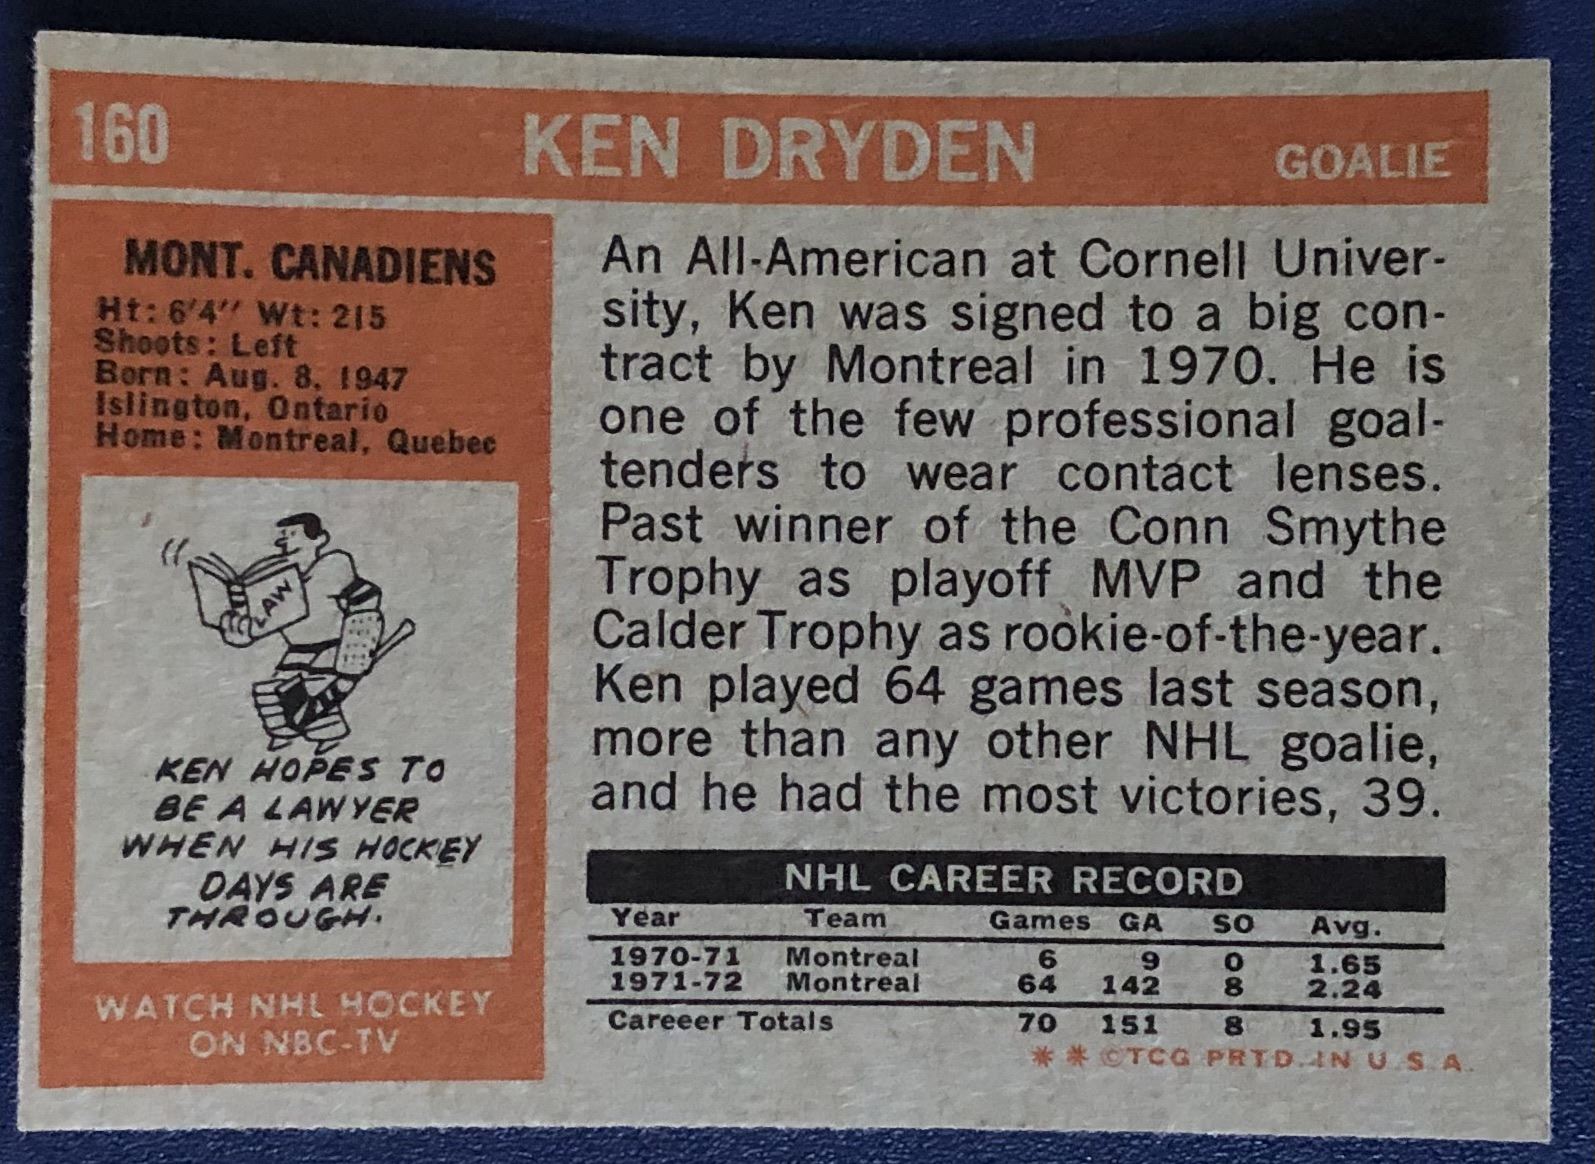 160 KEN DRYDEN GOALIE
MONT. CANADIENS
Ht: 6'4" Wt: 215
Shoots: Left
Born: Aug. 8, 1947
Islington, Ontario
Home: Montreal, Quebec
LAW
KEN HOPES TO
BE A LAWYER
WHEN HIS HOCKEY
DAYS ARE
THROUGH.
WATCH NHL HOCKEY
ON NBC-TV
An All-American at Cornell Univer-
sity, Ken was signed to a big con-
tract by Montreal in 1970. He is
one of the few professional goal-
tenders to wear contact lenses.
Past winner of the Conn Smythe
Trophy as playoff MVP and the
Calder Trophy as rookie-of-the-year.
Ken played 64 games last season,
more than any other NHL goalie,
and he had the most victories, 39.
NHL CAREER RECORD
Year Team Games GA SO Avg.
1970-71 Montreal 6 9 0 1.65
1971-72 Montreal 64 142 8 2.24
Careeer Totals 70 151 8 1.95
* * ©TCG PRTD. IN U.S.A.